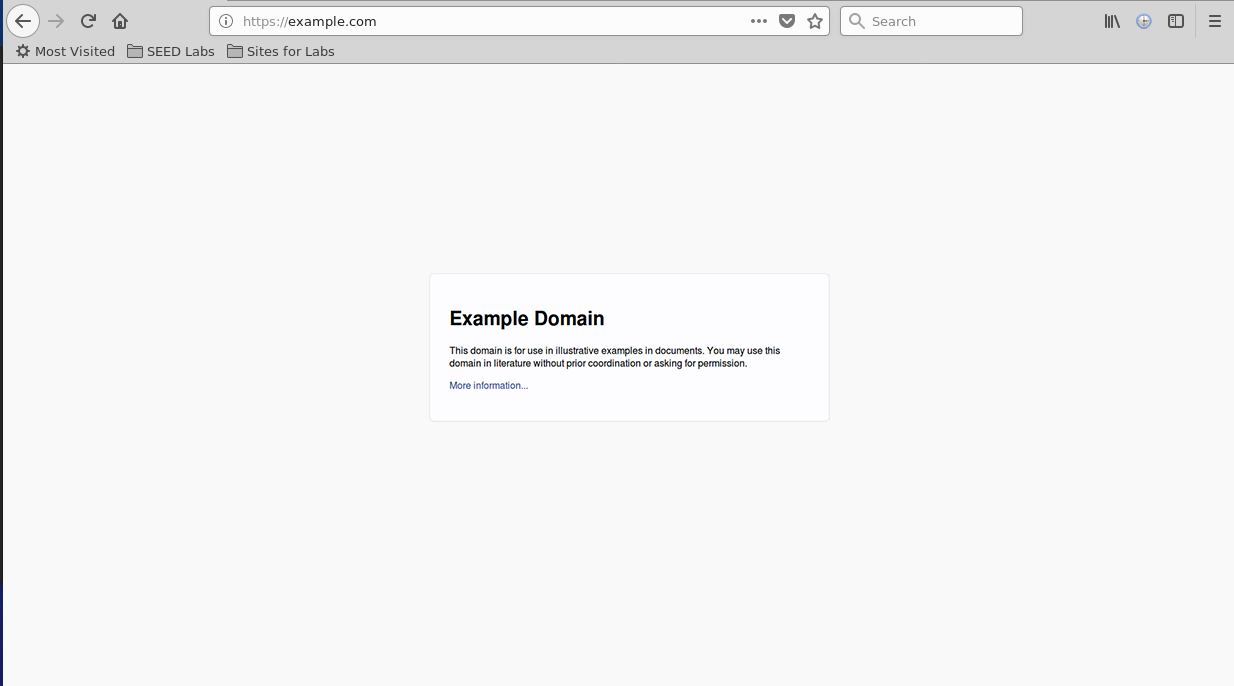 https://example.com
Search
Most Visited SEED Labs Sites for Labs
Example Domain
This domain is for use in illustrative examples in documents. You may use this
domain in literature without prior coordination or asking for permission.
More information...